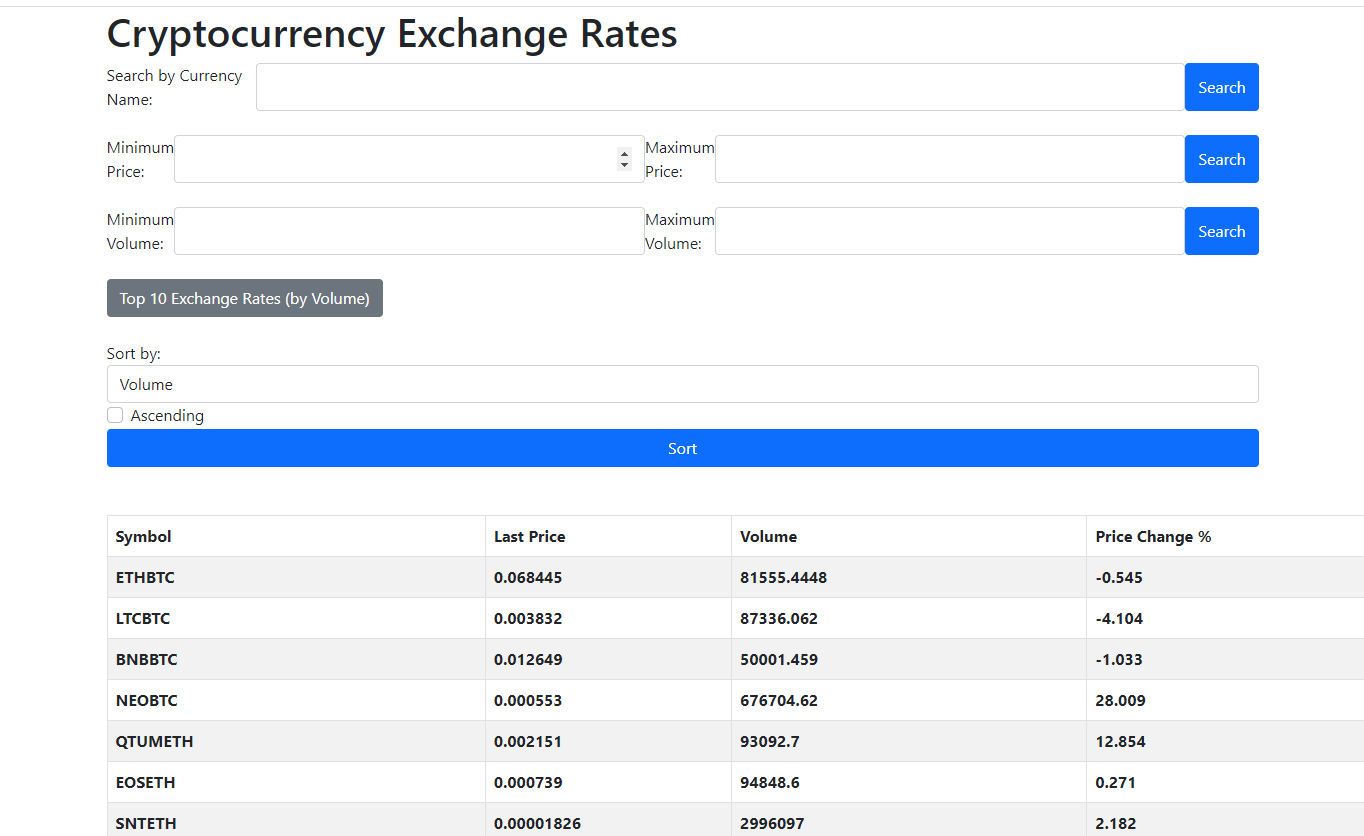 Cryptocurrency Exchange Rates
Search by Currency
Name:
Search
Minimum
Price:
Maximum
Price:
Search
Minimum
Volume:
Maximum
Volume:
Search
Top 10 Exchange Rates (by Volume)
Sort by:
Volume
Ascending
Sort
Symbol Last Price Volume Price Change %
ETHBTC 0.068445 81555.4448 -0.545
LTCBTC 0.003832 87336.062 -4.104
BNBBTC 0.012649 50001.459 -1.033
NEOBTC 0.000553 676704.62 28.009
QTUMETH 0.002151 93092.7 12.854
EOSETH 0.000739 94848.6 0.271
SNTETH 0.00001826 2996097 2.182